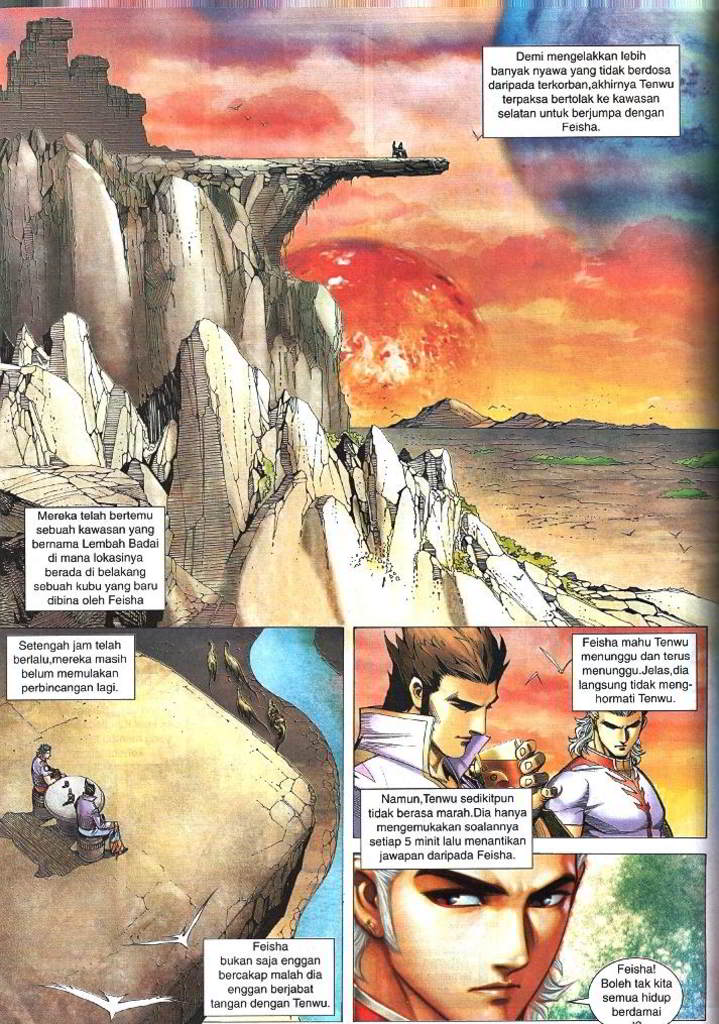 Demi mengelakkan lebih
banyak nyawa yang tidak berdosa
daripada terkorban,akhirnya Tenwu
terpaksa bertolak ke kawasan
selatan untuk berjumpa dengan
Feisha.
Mereka telah bertemu
sebuah kawasan yang
bernama Lembah Badai
di mana lokasinya
berada di belakang
sebuah kubu yang baru
dibina oleh Feisha
Setengah jam telah
berlalu,mereka masih
belum memulakan
perbincangan lagi.
Feisha
bukan saja enggan
bercakap malah dia
enggan berjabat
tangan dengan Tenwu.
Feisha mahu Tenwu
menunggu dan terus
menunggu.Jelas,dia
langsung tidak meng-
hormati Tenwu.
Namun,Tenwu sedikitpun
tidak berasa marah.Dia hanya
mengemukakan soalannya
setiap 5 minit lalu menantikan
jawapan daripada Feisha.
Feisha!
Boleh tak kita
semua hidup
berdamai